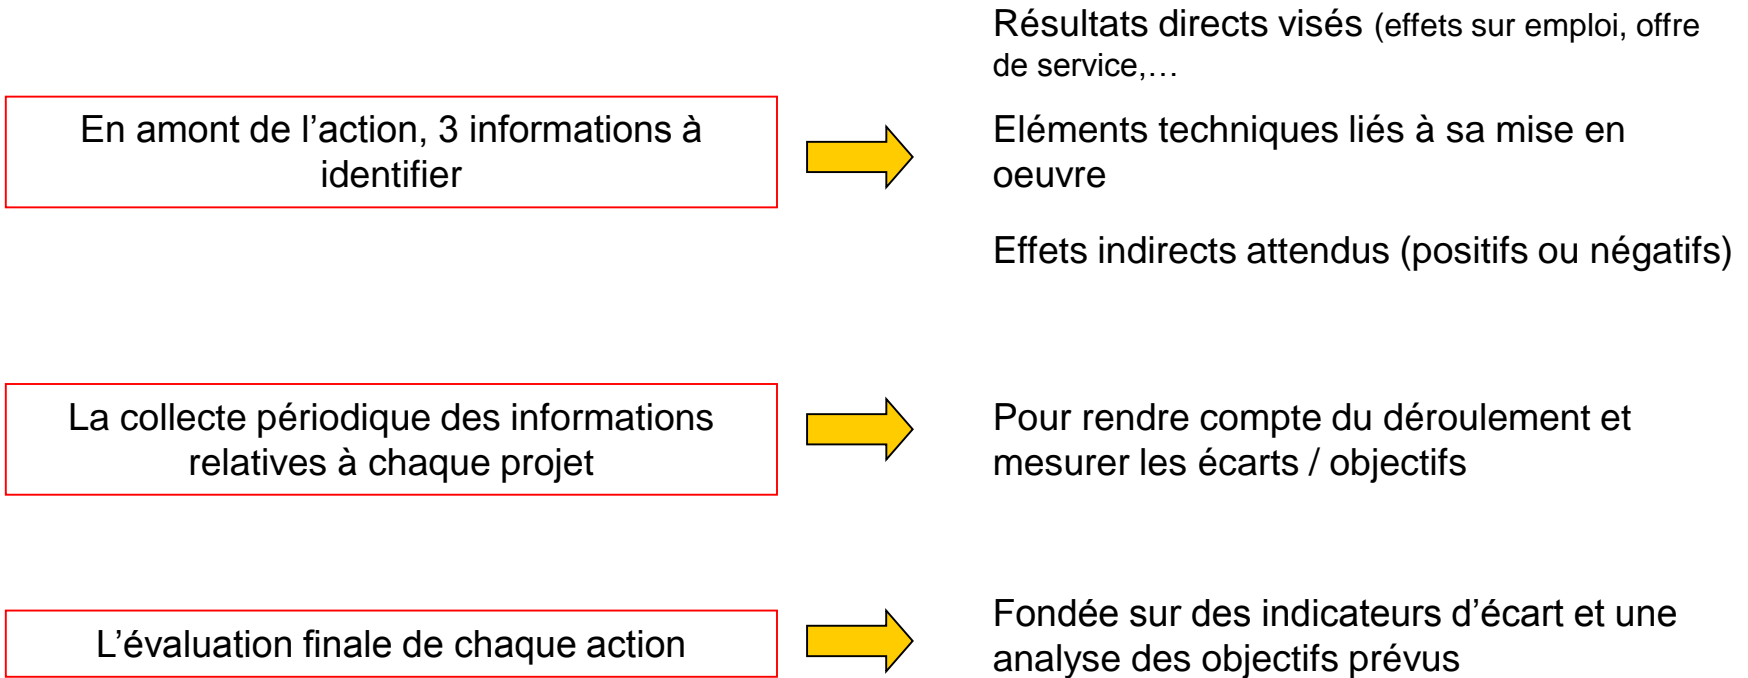 Résultats directs visés (effets sur emploi, offre
de service,…
En amont de l’action, 3 informations à
identifier
Eléments techniques liés à sa mise en
oeuvre
Effets indirects attendus (positifs ou négatifs)
La collecte périodique des informations
relatives à chaque projet
Pour rendre compte du déroulement et
mesurer les écarts / objectifs
L’évaluation finale de chaque action
Fondée sur des indicateurs d’écart et une
analyse des objectifs prévus